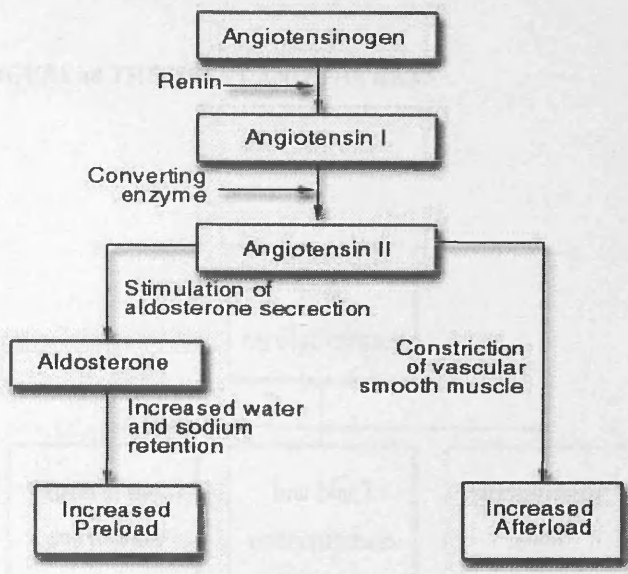 Angiotensinogen
Renin
Angiotensin I
Converting
enzyme
Angiotensin II
Stimulation of
aldosterone secrection
Aldosterone
Constriction
of vascular
smooth muscle
Increased water
and sodium
retention
Increased
Preload
Increased
Afterload